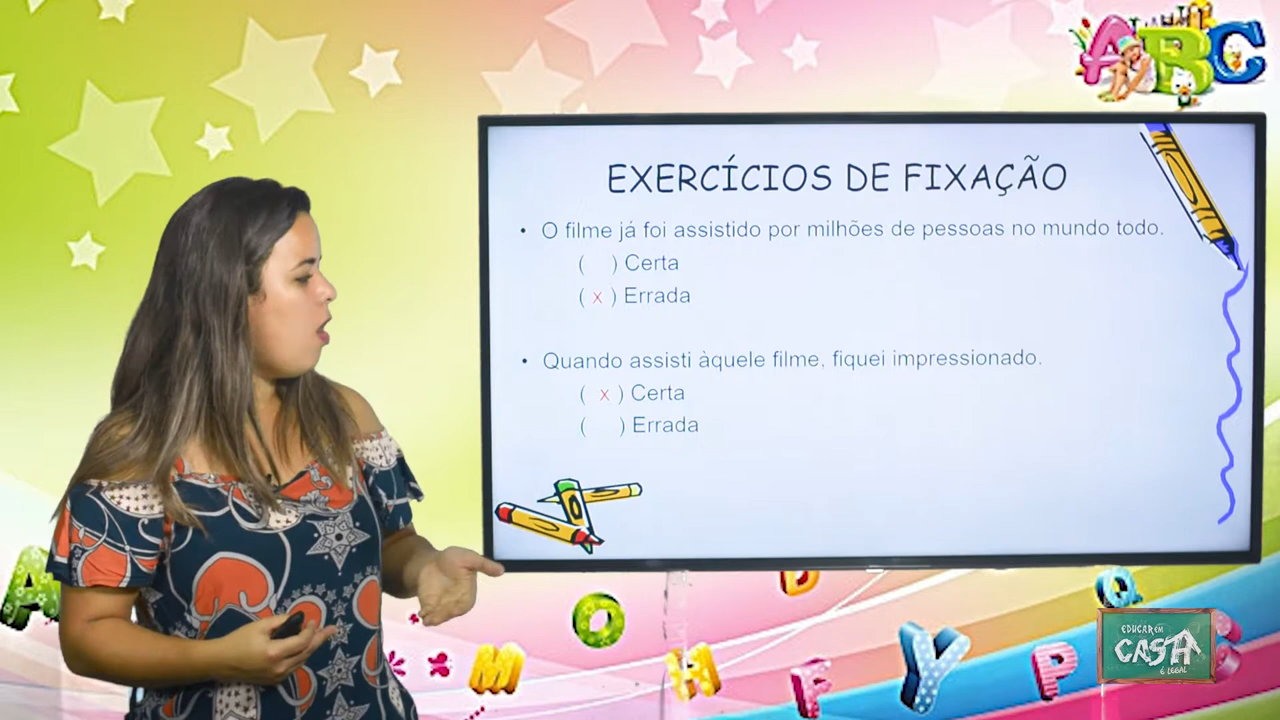 ABC
EXERCÍCIOS DE FIXAÇÃO
• O filme já foi assistido por milhões de pessoas no mundo todo.
( ) Certa
( x ) Errada
• Quando assisti àquele filme, fiquei impressionado.
( x ) Certa
( ) Errada
A
M
O
H
D
F
Y
P
Q
EDUCAR EM
CASA
É LEGAL